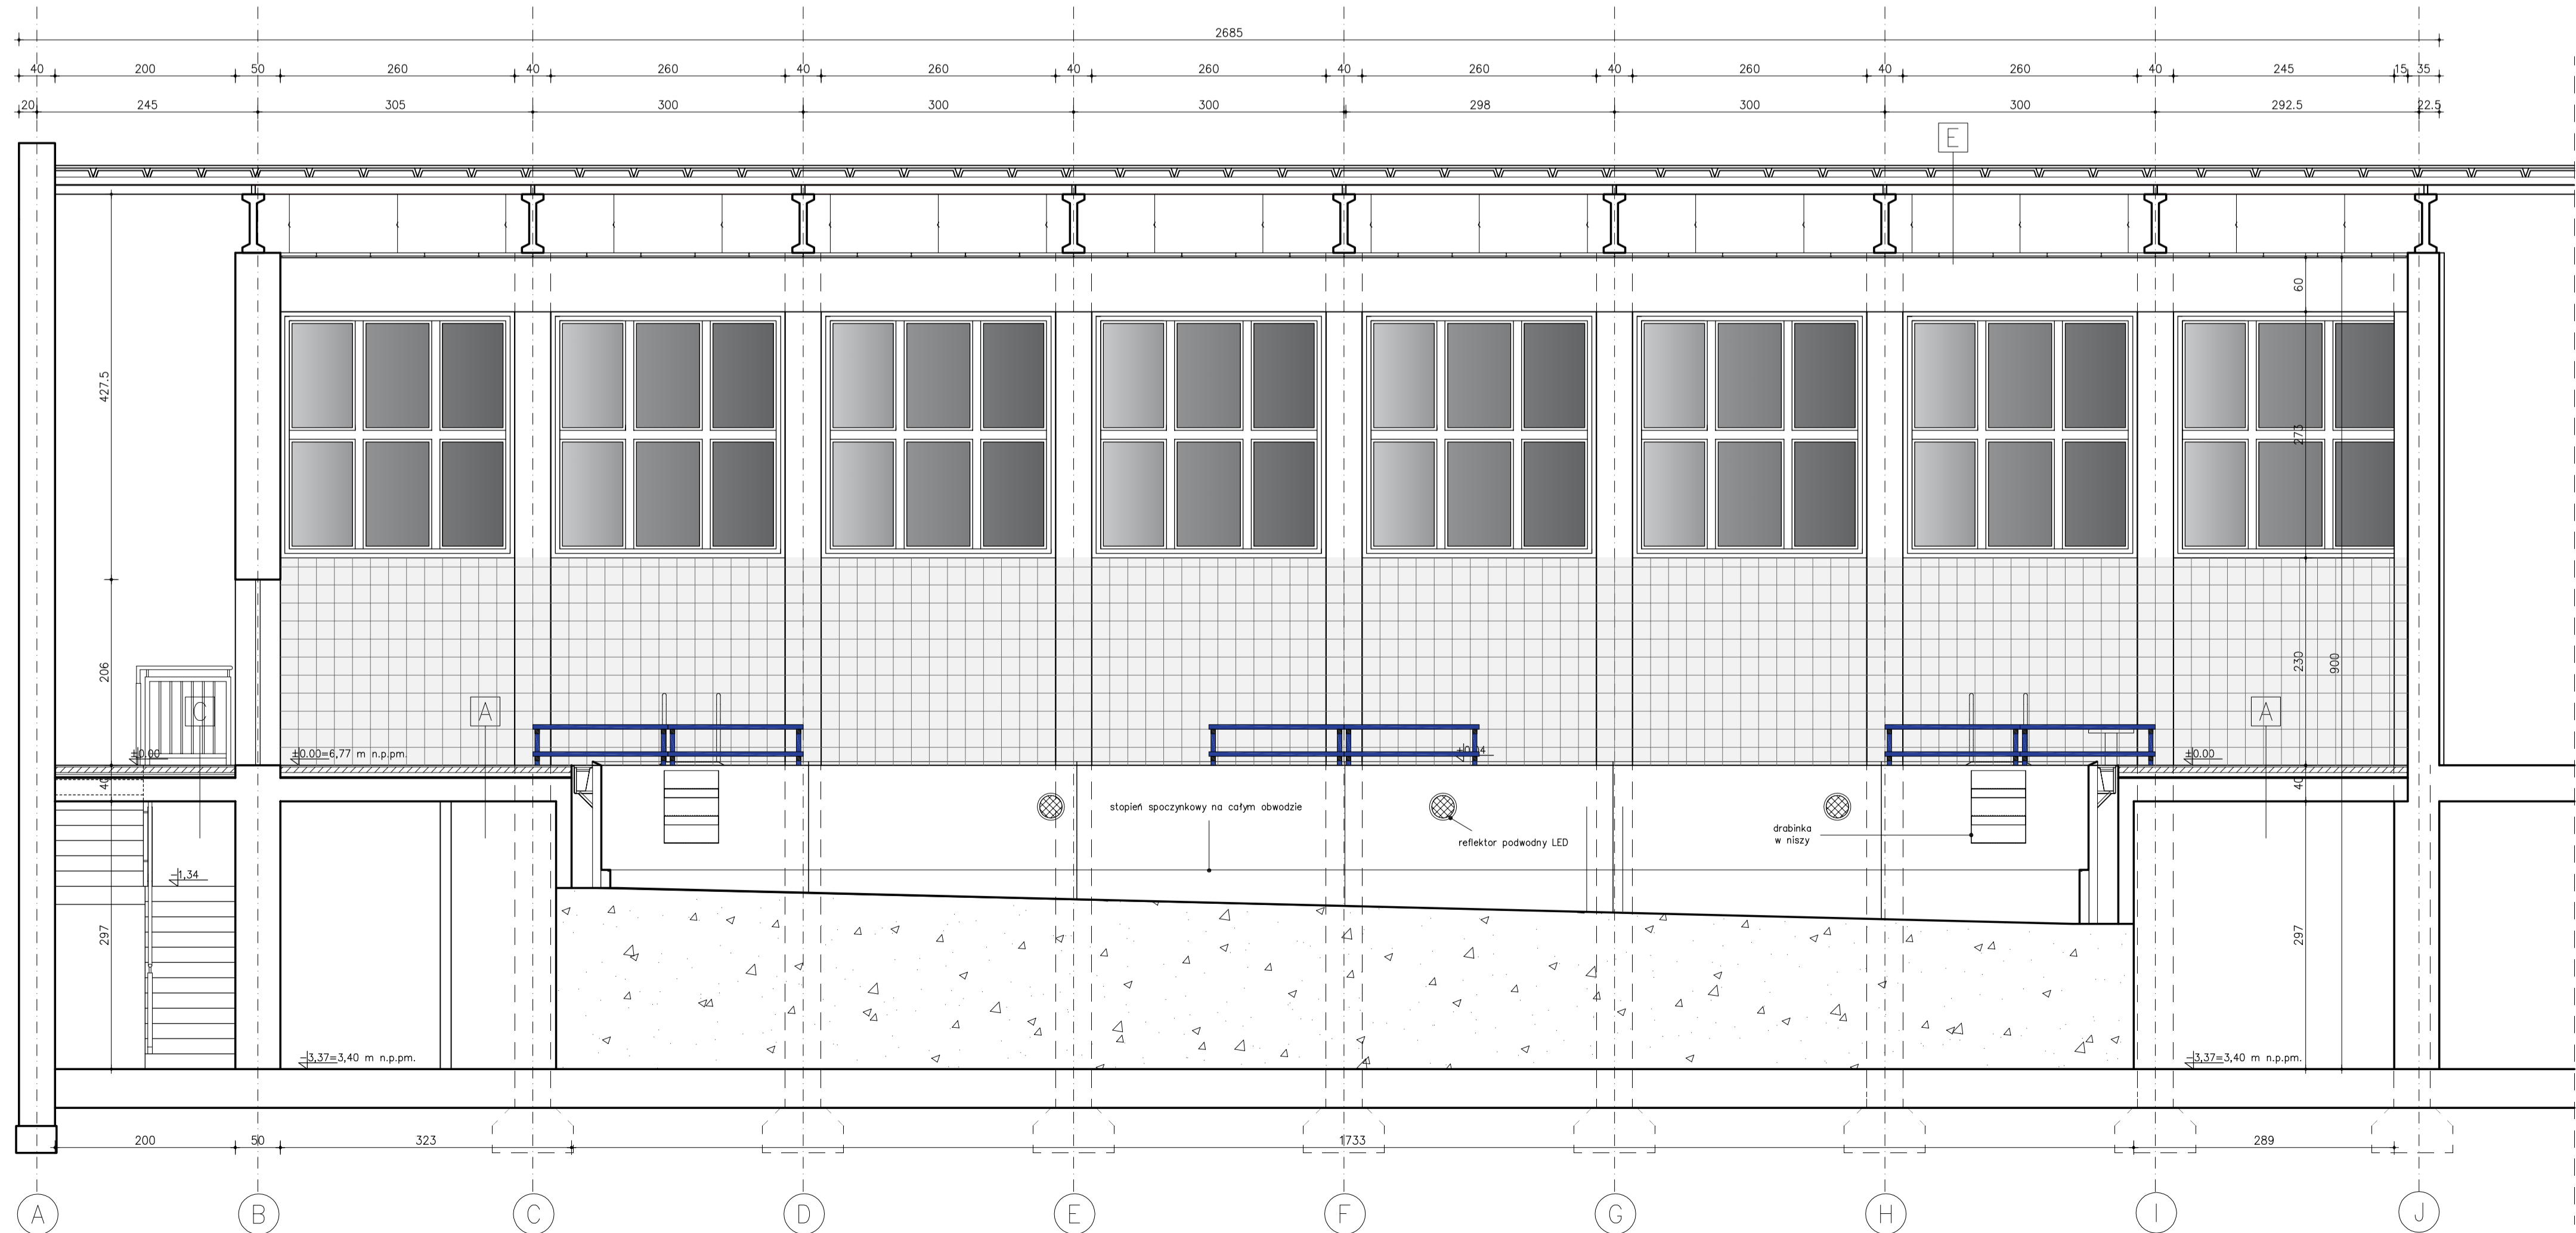 2685
40 200 50 260 40 260 40 260 40 260 40 260 40 260 40 260 40 245 15 35
20 245 305 300 300 300 298 300 300 292.5 22.5
E
60
427.5
273
206
230
900
C
A
A
±0.00
±0.00=6,77 m n.p.pm.
±0.00
40
40
stopień spoczynkowy na całym obwodzie
reflektor podwodny LED
drabinka
w niszy
-1,34
297
297
-3,37=3,40 m n.p.pm.
-3,37=3,40 m n.p.pm.
200 50 323 1733 289
A B C D E F G H I J